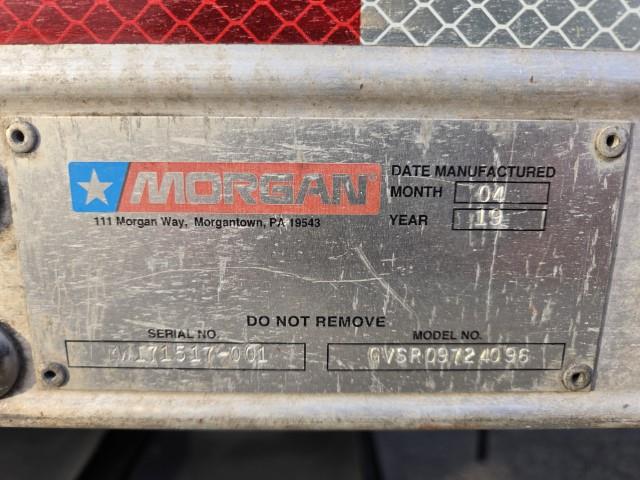 MORGAN
111 Morgan Way, Morgantown, PA 19543
DATE MANUFACTURED
MONTH 04
YEAR 19
DO NOT REMOVE
SERIAL NO.
MODEL NO.
GVSR09724096